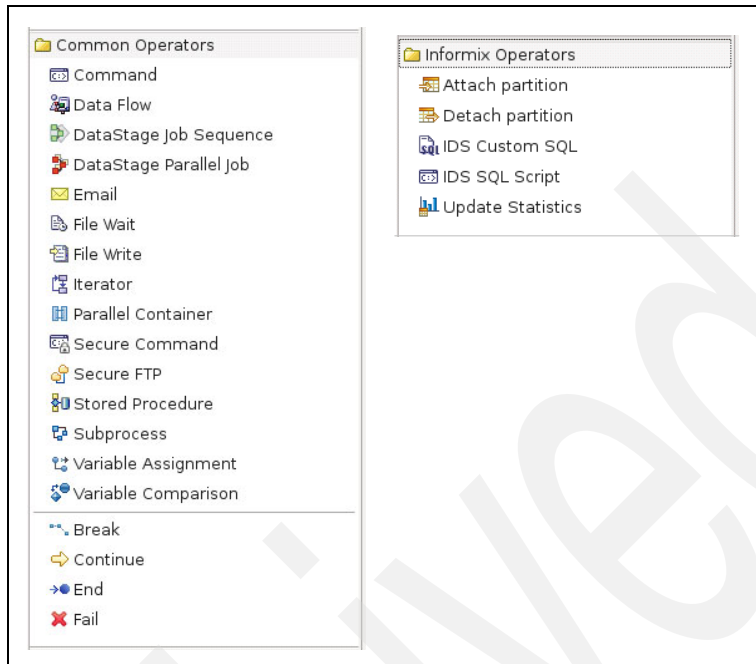 Common Operators
Command
Data Flow
DataStage Job Sequence
DataStage Parallel Job
Email
File Wait
File Write
Iterator
Parallel Container
Secure Command
Secure FTP
Stored Procedure
Subprocess
Variable Assignment
Variable Comparison
Break
Continue
End
Fail
Informix Operators
Attach partition
Detach partition
IDS Custom SQL
IDS SQL Script
Update Statistics